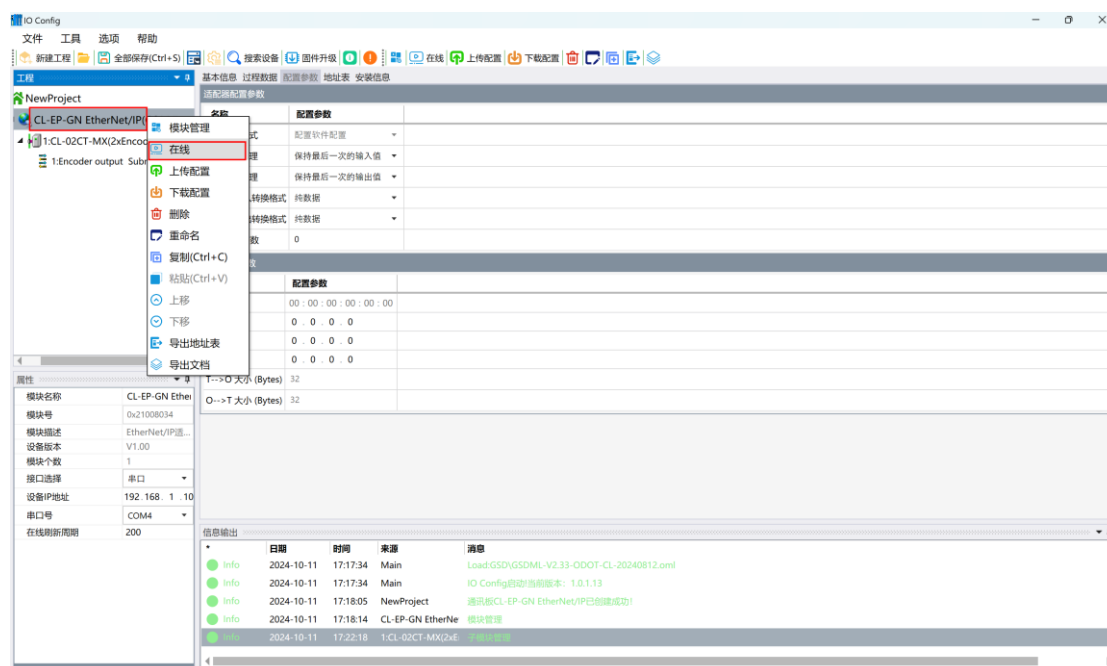 IO Config
文件 工具 选项 帮助
新建工程 全部保存(Ctrl+S) 搜索设备 固件升级 在线 上传配置 下载配置
工程
基本信息 过程数据 配置参数 地址表 安装信息
NewProject
适配器配置参数
CL-EP-GN EtherNet/IP(
名称 配置参数
模块管理
1:CL-02CT-MX(2xEncod
式 配置软件配置
在线
理 保持最后一次的输入值
1:Encoder output Subm
上传配置
理 保持最后一次的输出值
下载配置
转换格式 纯数据
删除
转换格式 纯数据
重命名
数 0
复制(Ctrl+C)
数
粘贴(Ctrl+V)
配置参数
上移
00 : 00 : 00 : 00 : 00 : 00
下移
0 . 0 . 0 . 0
导出地址表
0 . 0 . 0 . 0
导出文档
0 . 0 . 0 . 0
属性
T-->O 大小 (Bytes) 32
O-->T 大小 (Bytes) 32
模块名称 CL-EP-GN Ether
模块号 0x21008034
模块描述 EtherNet/IP适...
设备版本 V1.00
模块个数 1
接口选择 串口
设备IP地址 192.168. 1 .10
串口号 COM4
在线刷新周期 200
信息输出
* 日期 时间 来源 消息
Info 2024-10-11 17:17:34 Main Load:GSD\GSDML-V2.33-ODOT-CL-20240812.oml
Info 2024-10-11 17:17:34 Main IO Config启动!当前版本：1.0.1.13
Info 2024-10-11 17:18:05 NewProject 通讯板CL-EP-GN EtherNet/IP已创建成功!
Info 2024-10-11 17:18:14 CL-EP-GN EtherNe 模块管理
Info 2024-10-11 17:22:18 1:CL-02CT-MX(2xE 子模块管理